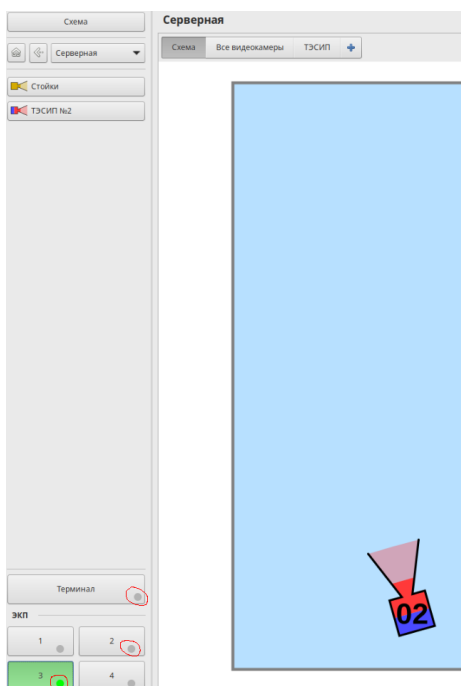 Схема
Серверная
Серверная
Схема
Все видеокамеры
ТЭСИП
Стойки
ТЭСИП №2
02
Терминал
ЭКП
1
2
3
4